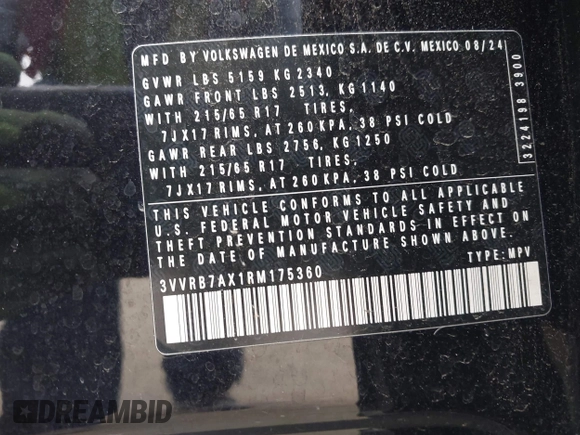 MFD BY VOLKSWAGEN DE MEXICO S.A. DE C.V. MEXICO 08/24
GVWR LBS 5159 KG 2340
GAWR FRONT LBS 2513, KG 1140
WITH 215/65 R17 TIRES,
7JX17 RIMS, AT 260 KPA, 38 PSI COLD
GAWR REAR LBS 2756, KG 1250
WITH 215/65 R17 TIRES,
7JX17 RIMS, AT 260 KPA, 38 PSI COLD
THIS VEHICLE CONFORMS TO ALL APPLICABLE
U.S. FEDERAL MOTOR VEHICLE SAFETY AND
THEFT PREVENTION STANDARDS IN EFFECT ON
THE DATE OF MANUFACTURE SHOWN ABOVE.
3VVRB7AX1RM175360 TYPE: MPV
3224198 3900
DREAMBID